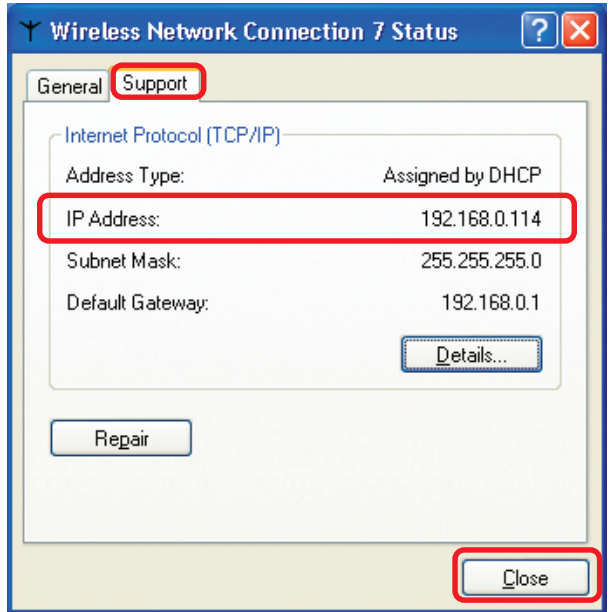 Wireless Network Connection 7 Status
General Support
Internet Protocol (TCP/IP)
Address Type: Assigned by DHCP
IP Address: 192.168.0.114
Subnet Mask: 255.255.255.0
Default Gateway: 192.168.0.1
Details...
Repair
Close